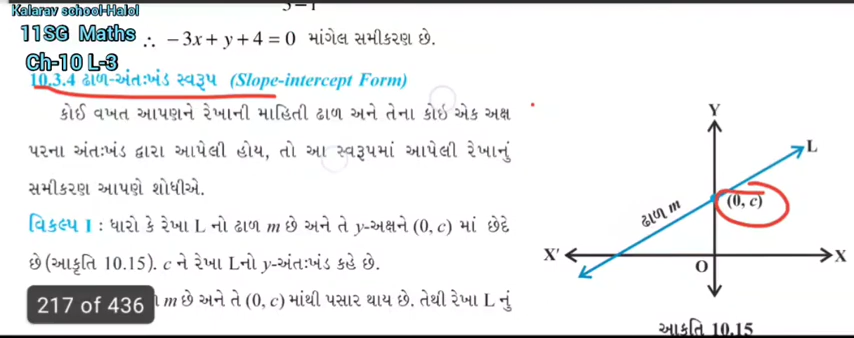 Kalarav school-Halol
11SG Maths
Ch-10 L-3
∴ −3x + y + 4 = 0 માંગેલ સમીકરણ છે.
10.3.4 ઢાળ-અંતઃખંડ સ્વરૂપ (Slope-intercept Form)
કોઈ વખત આપણને રેખાની માહિતી ઢાળ અને તેના કોઈ એક અક્ષ
પરના અંતઃખંડ દ્વારા આપેલી હોય, તો આ સ્વરૂપમાં આપેલી રેખાનું
સમીકરણ આપણે શોધીએ.
વિકલ્પ I : ધારો કે રેખા L નો ઢાળ m છે અને તે y-અક્ષને (0, c) માં છેદે
છે (આકૃતિ 10.15). c ને રેખા Lનો y-અંતઃખંડ કહે છે.
217 of 436
m છે અને તે (0, c) માંથી પસાર થાય છે. તેથી રેખા L નું
Y
L
(0, c)
ઢાળ m
X′
O
X
આકૃતિ 10.15